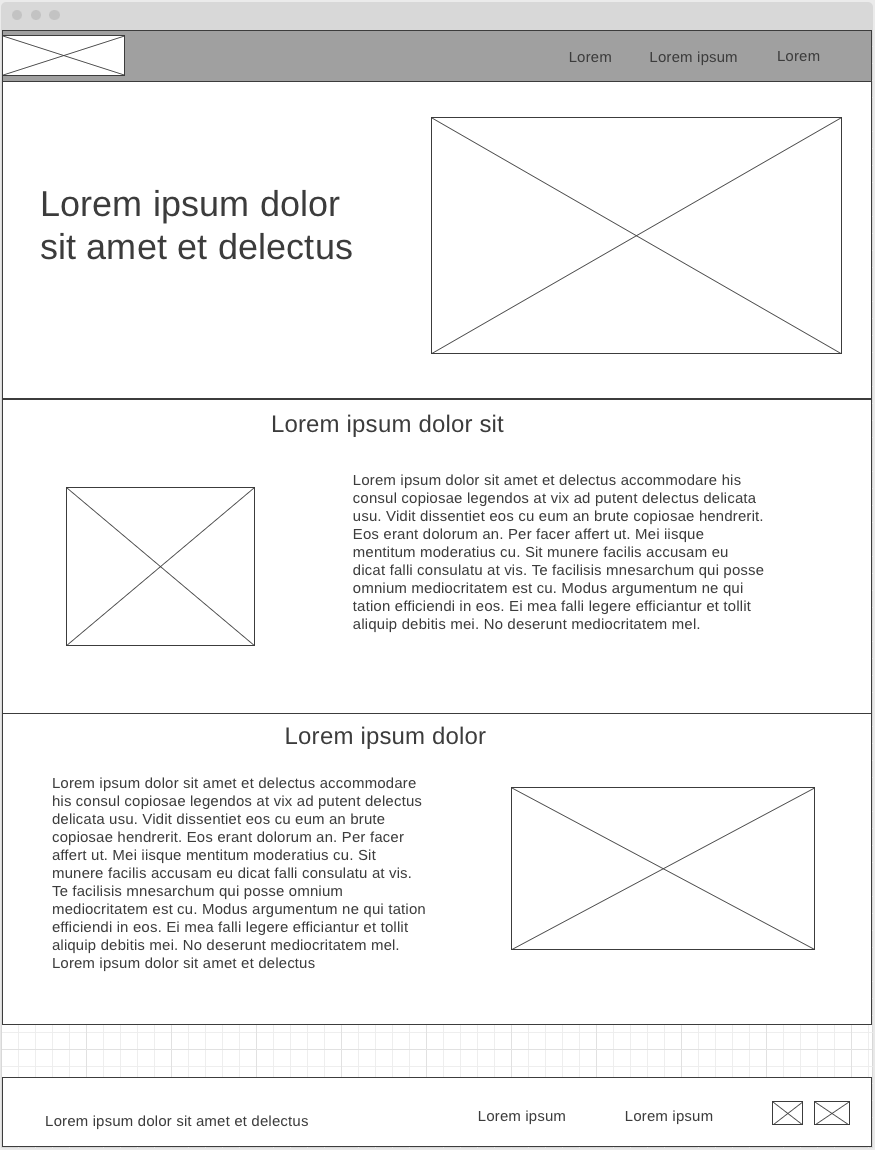 Lorem
Lorem ipsum
Lorem
Lorem ipsum dolor
sit amet et delectus
Lorem ipsum dolor sit
Lorem ipsum dolor sit amet et delectus accommodare his
consul copiosae legendos at vix ad putent delectus delicata
usu. Vidit dissentiet eos cu eum an brute copiosae hendrerit.
Eos erant dolorum an. Per facer affert ut. Mei iisque
mentitum moderatius cu. Sit munere facilis accusam eu
dicat falli consulatu at vis. Te facilisis mnesarchum qui posse
omnium mediocritatem est cu. Modus argumentum ne qui
tation efficiendi in eos. Ei mea falli legere efficiantur et tollit
aliquip debitis mei. No deserunt mediocritatem mel.
Lorem ipsum dolor
Lorem ipsum dolor sit amet et delectus accommodare
his consul copiosae legendos at vix ad putent delectus
delicata usu. Vidit dissentiet eos cu eum an brute
copiosae hendrerit. Eos erant dolorum an. Per facer
affert ut. Mei iisque mentitum moderatius cu. Sit
munere facilis accusam eu dicat falli consulatu at vis.
Te facilisis mnesarchum qui posse omnium
mediocritatem est cu. Modus argumentum ne qui tation
efficiendi in eos. Ei mea falli legere efficiantur et tollit
aliquip debitis mei. No deserunt mediocritatem mel.
Lorem ipsum dolor sit amet et delectus
Lorem ipsum dolor sit amet et delectus
Lorem ipsum
Lorem ipsum